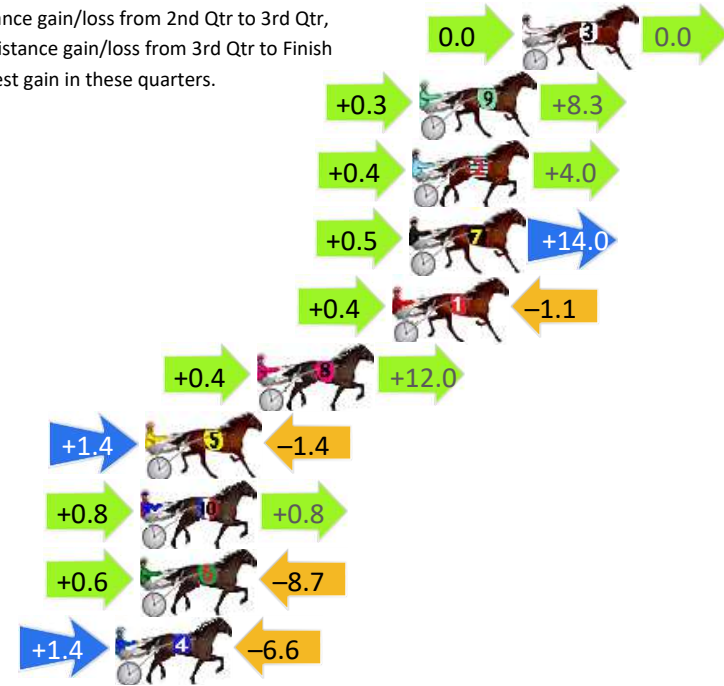 nce gain/loss from 2nd Qtr to 3rd Qtr,
istance gain/loss from 3rd Qtr to Finish
est gain in these quarters.
0.0 3 0.0
+0.3 9 +8.3
+0.4 2 +4.0
+0.5 7 +14.0
+0.4 1 –1.1
+0.4 8 +12.0
+1.4 5 –1.4
+0.8 10 +0.8
+0.6 6 –8.7
+1.4 4 –6.6